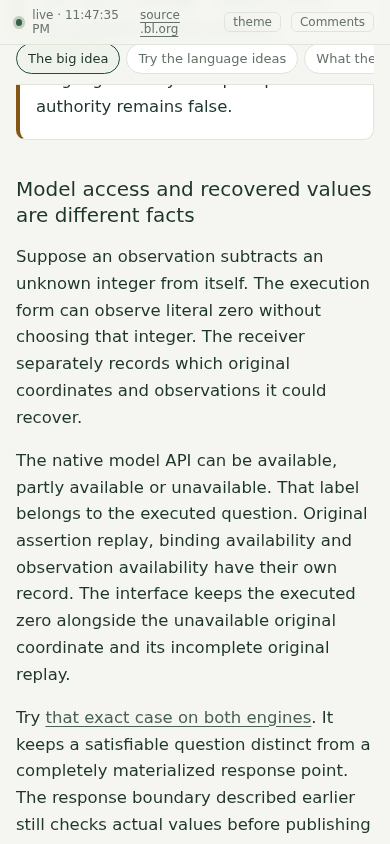 live · 11:47:35 PM
source.bl.org
theme
Comments
The big idea
Try the language ideas
What the
authority remains false.
Model access and recovered values
are different facts
Suppose an observation subtracts an
unknown integer from itself. The execution
form can observe literal zero without
choosing that integer. The receiver
separately records which original
coordinates and observations it could
recover.
The native model API can be available,
partly available or unavailable. That label
belongs to the executed question. Original
assertion replay, binding availability and
observation availability have their own
record. The interface keeps the executed
zero alongside the unavailable original
coordinate and its incomplete original
replay.
Try that exact case on both engines. It
keeps a satisfiable question distinct from a
completely materialized response point.
The response boundary described earlier
still checks actual values before publishing